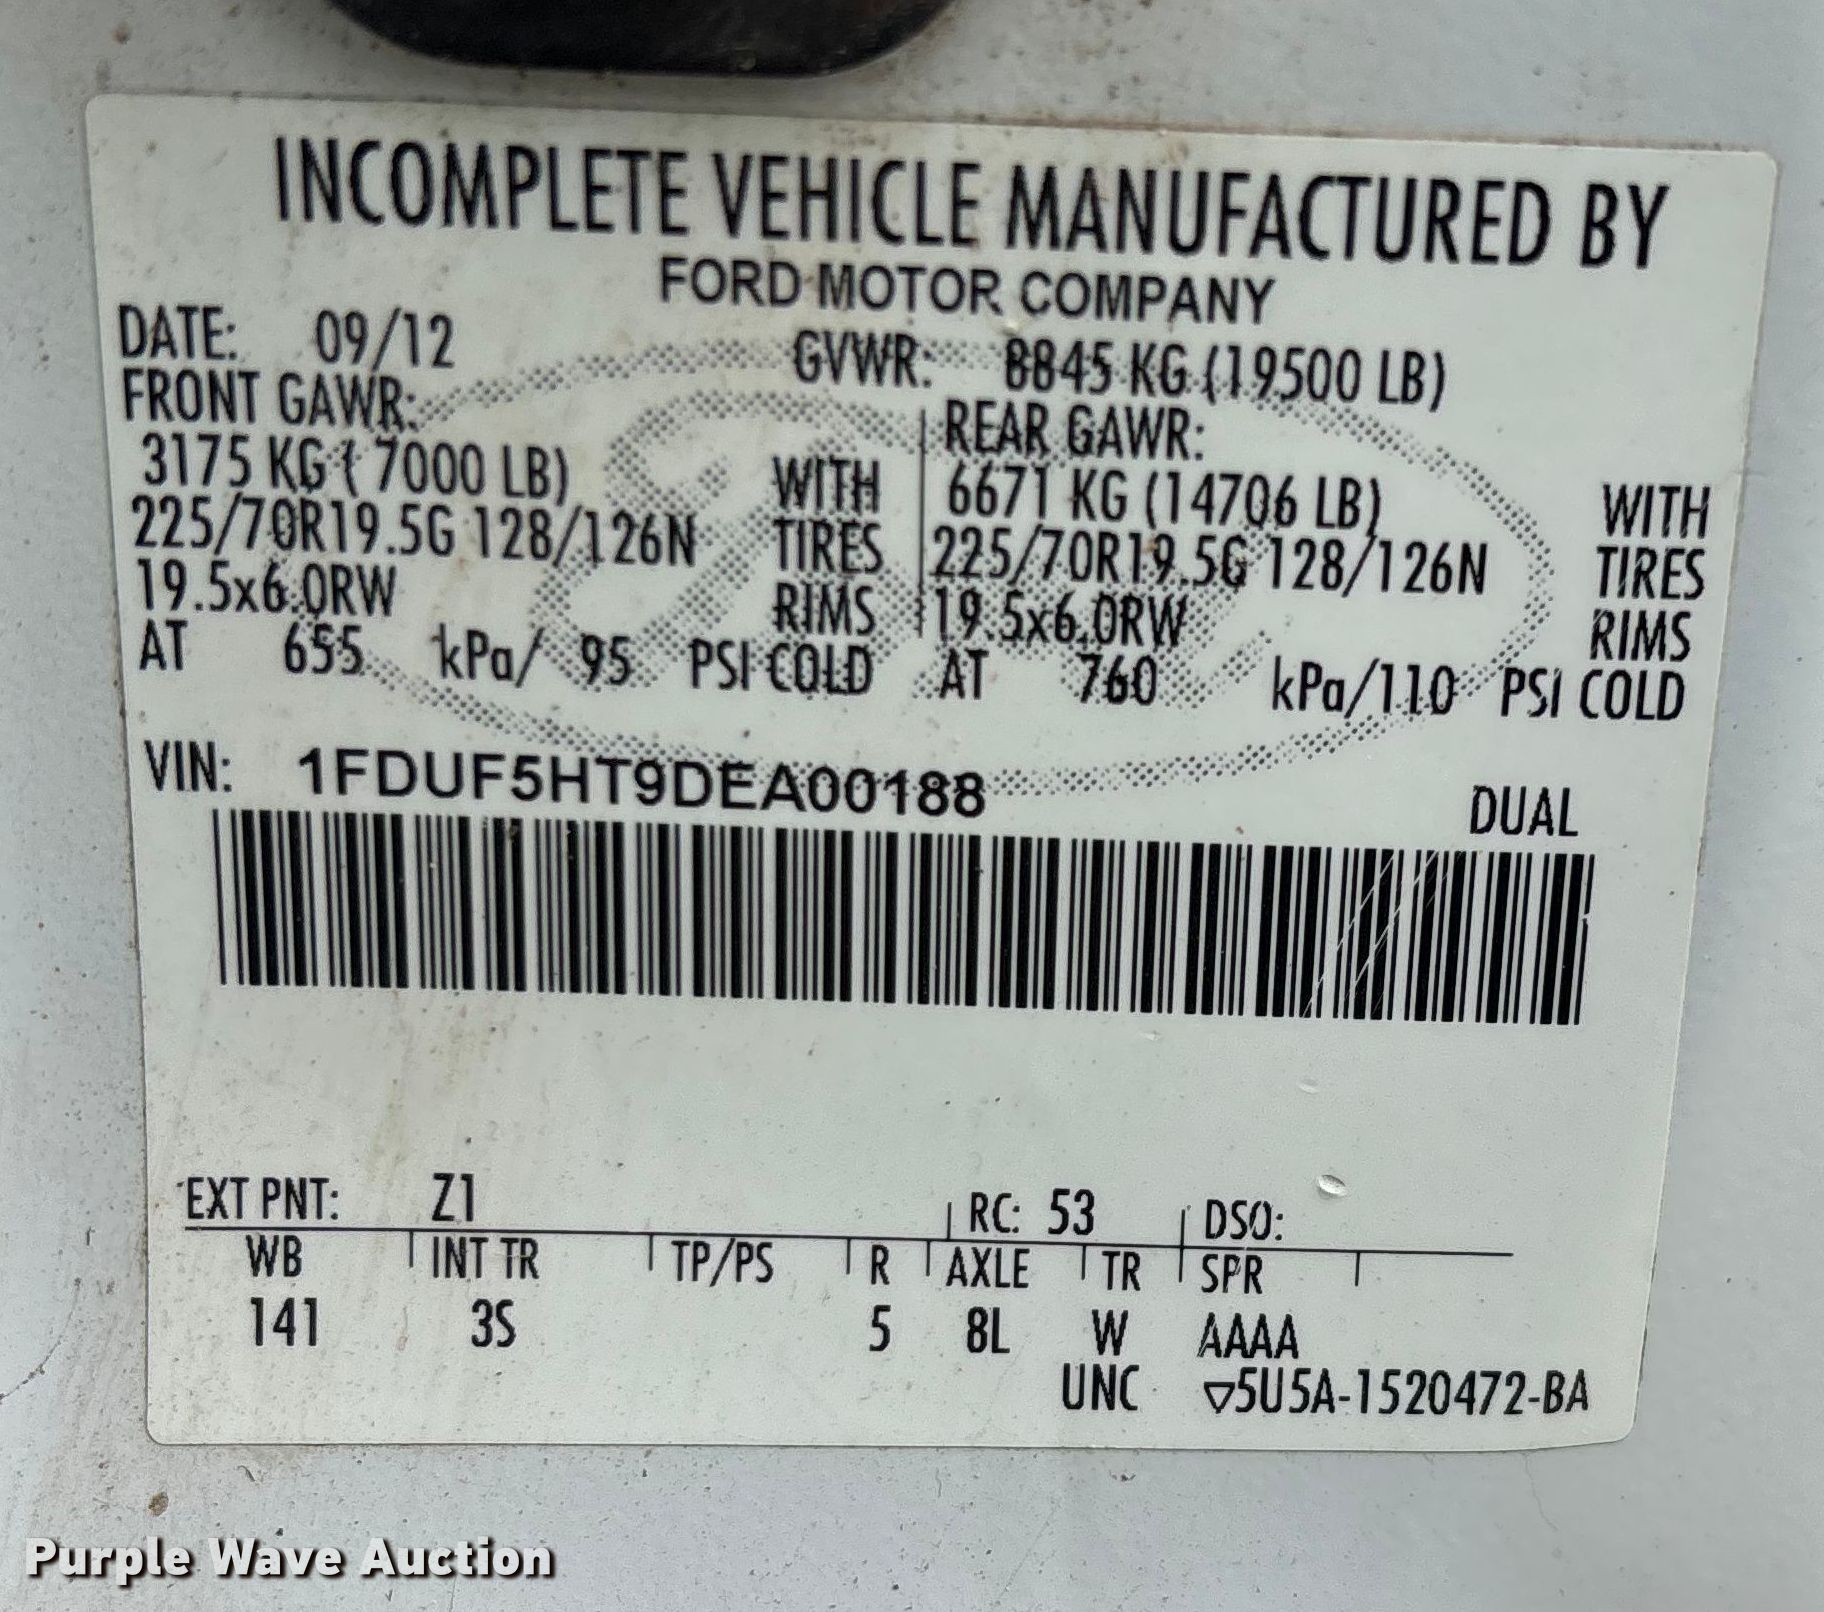 INCOMPLETE VEHICLE MANUFACTURED BY
FORD MOTOR COMPANY
DATE: 09/12 GVWR: 8845 KG (19500 LB)
FRONT GAWR: REAR GAWR:
3175 KG ( 7000 LB) WITH 6671 KG (14706 LB) WITH
225/70R19.5G 128/126N TIRES 225/70R19.5G 128/126N TIRES
19.5x6.0RW RIMS 19.5x6.0RW RIMS
AT 655 kPa/ 95 PSI COLD AT 760 kPa/110 PSI COLD
VIN: 1FDUF5HT9DEA00188 DUAL
EXT PNT: Z1 RC: 53 DSO:
WB INT TR TP/PS R AXLE TR SPR
141 3S 5 8L W AAAA
UNC ▽5U5A-1520472-BA
Purple Wave Auction